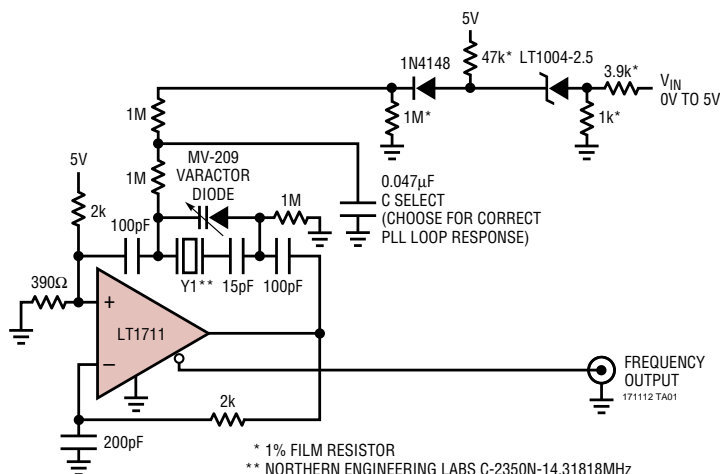 5V
1N4148
47k*
LT1004-2.5
3.9k*
VIN
0V TO 5V
1M
1M*
1k*
MV-209
VARACTOR
DIODE
5V
1M
1M
0.047µF
C SELECT
(CHOOSE FOR CORRECT
PLL LOOP RESPONSE)
2k
100pF
Y1**
15pF
100pF
390Ω
+
LT1711
–
FREQUENCY
OUTPUT
171112 TA01
2k
200pF
* 1% FILM RESISTOR
** NORTHERN ENGINEERING LABS C-2350N-14.31818MHz